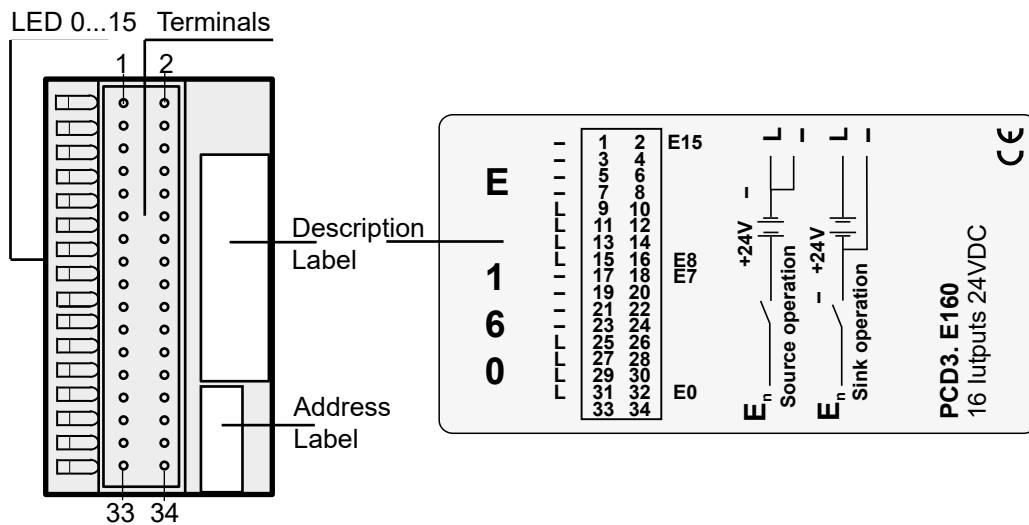 LED 0...15 Terminals
1 2
33 34
Description
Label
Address
Label
E
1
6
0
– 1 2 E15
– 3 4
– 5 6
– 7 8
L 9 10
L 11 12
L 13 14
L 15 16 E8
– 17 18 E7
– 19 20
– 21 22
– 23 24
L 25 26
L 27 28
L 29 30
L 31 32 E0
33 34
En +24V – L –
Source operation
En – +24V L –
Sink operation
PCD3. E160
16 Iutputs 24VDC
CE